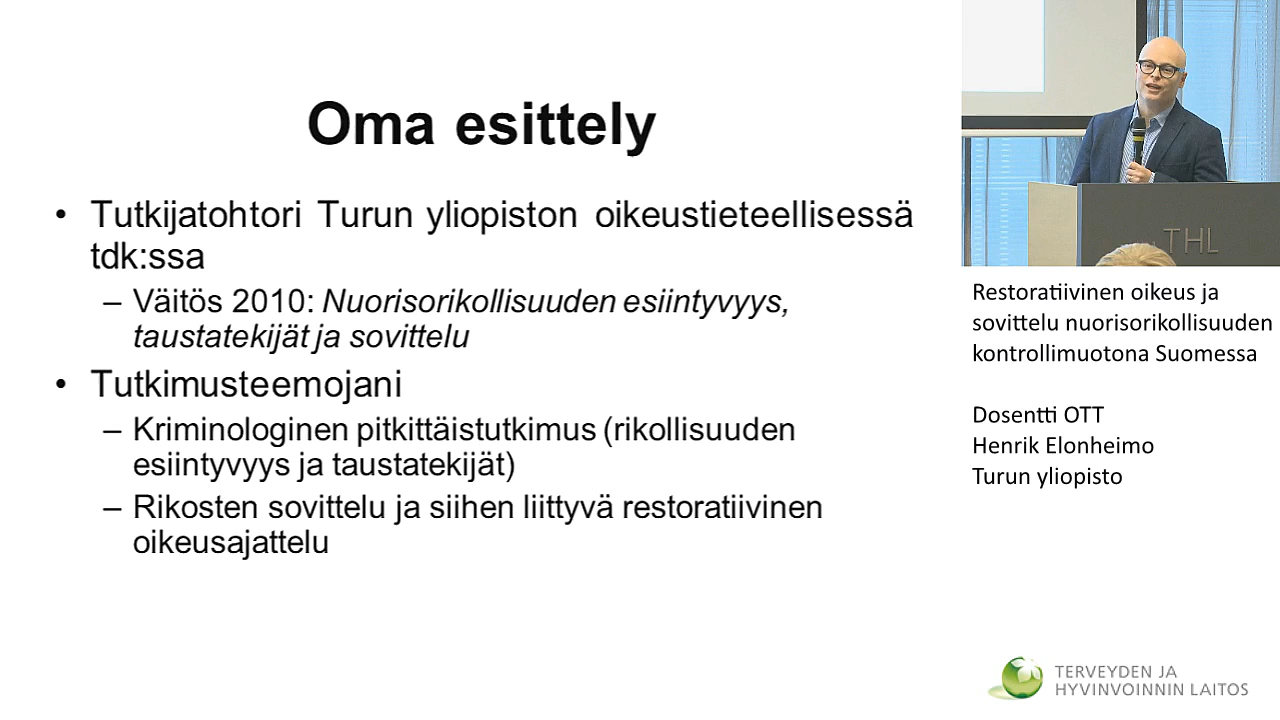 Oma esittely
• Tutkijatohtori Turun yliopiston oikeustieteellisessä
tdk:ssa
– Väitös 2010: Nuorisorikollisuuden esiintyvyys,
taustatekijät ja sovittelu
• Tutkimusteemojani
– Kriminologinen pitkittäistutkimus (rikollisuuden
esiintyvyys ja taustatekijät)
– Rikosten sovittelu ja siihen liittyvä restoratiivinen
oikeusajattelu
THL
Restoratiivinen oikeus ja
sovittelu nuorisorikollisuuden
kontrollimuotona Suomessa
Dosentti OTT
Henrik Elonheimo
Turun yliopisto
TERVEYDEN JA
HYVINVOINNIN LAITOS